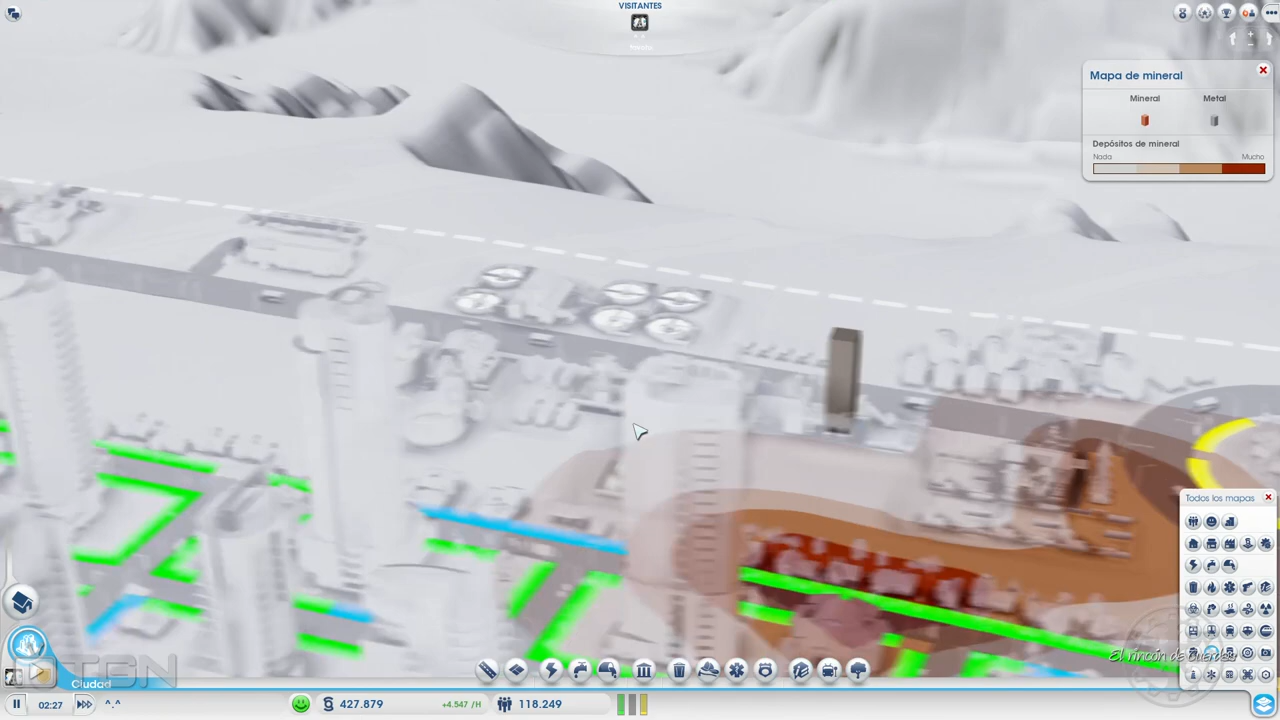 VISITANTES
Mapa de mineral
Mineral Metal
Depósitos de mineral
Nada Mucho
Todos los mapas
El rincón de
Ciudad
02:27
427.879
+4.547 /H
118.249